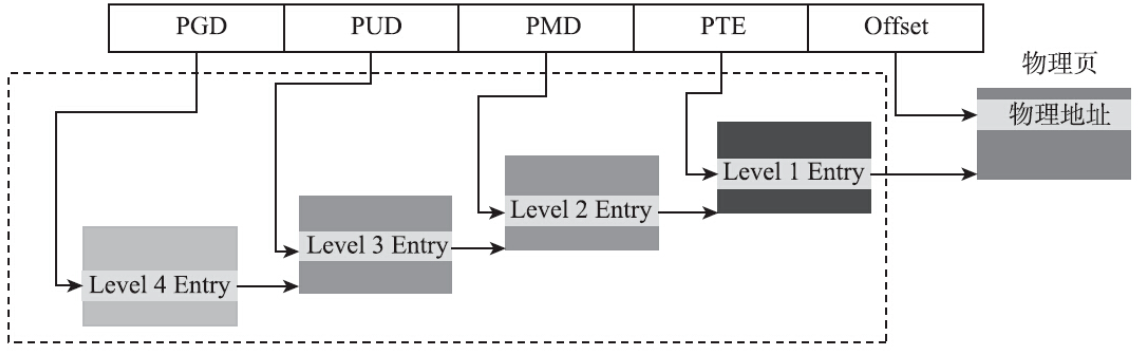 PGD PUD PMD PTE Offset
物理页
物理地址
Level 1 Entry
Level 2 Entry
Level 3 Entry
Level 4 Entry